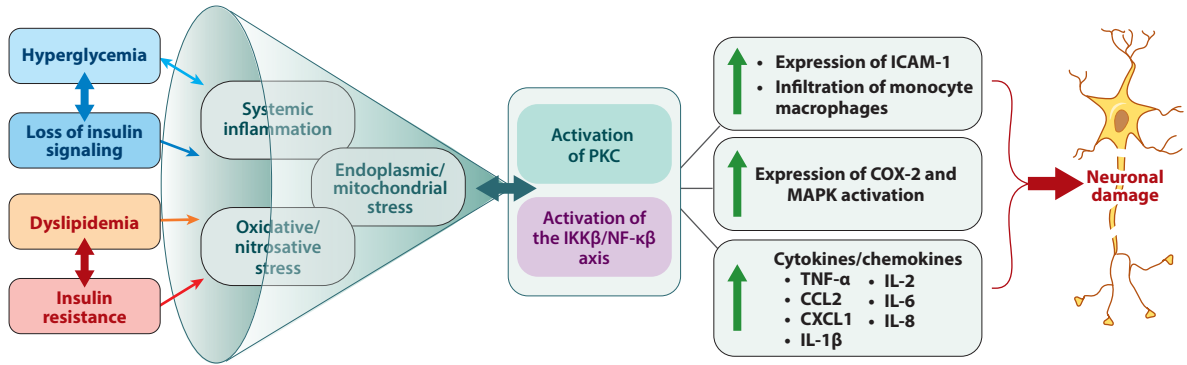 Hyperglycemia
Loss of insulin
signaling
Dyslipidemia
Insulin
resistance
Systemic
inflammation
Endoplasmic/
mitochondrial
stress
Oxidative/
nitrosative
stress
Activation
of PKC
Activation of
the IKKβ/NF-κβ
axis
• Expression of ICAM-1
• Infiltration of monocyte
macrophages
Expression of COX-2 and
MAPK activation
Cytokines/chemokines
• TNF-α
• CCL2
• CXCL1
• IL-1β
• IL-2
• IL-6
• IL-8
Neuronal
damage